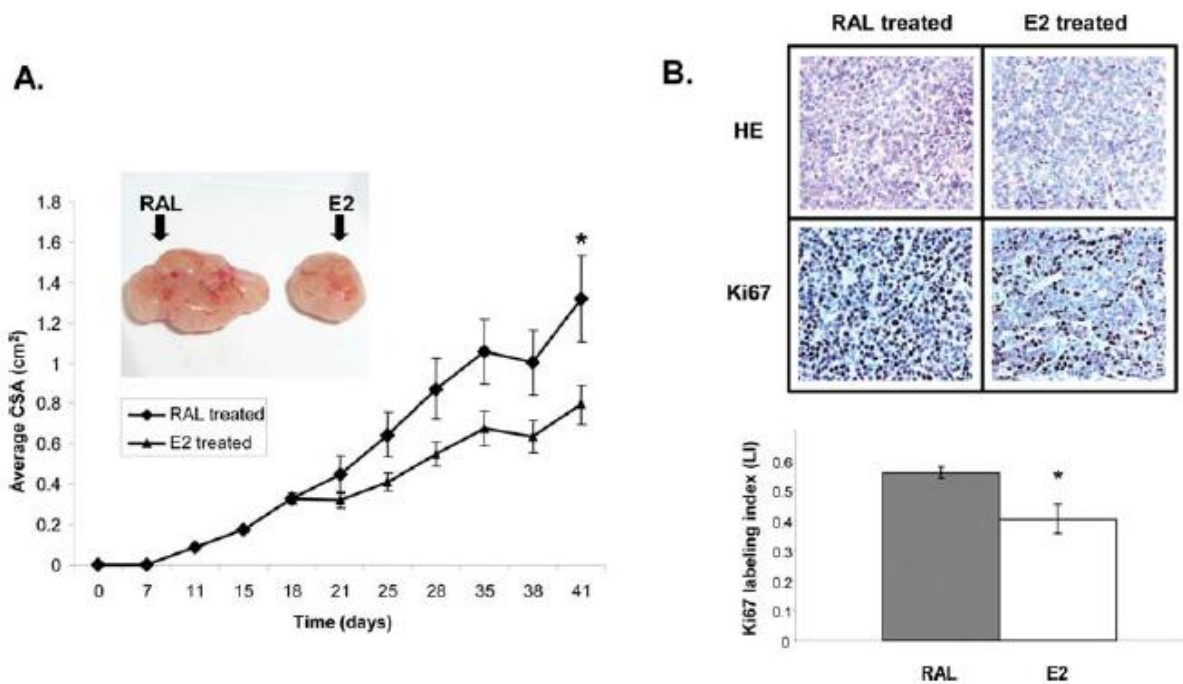 A.
RAL
E2
1.8
1.6
1.4
1.2
1
0.8
0.6
0.4
0.2
0
Average CSA (cm²)
*
RAL treated
E2 treated
0 7 11 15 18 21 25 28 35 38 41
Time (days)
B.
RAL treated E2 treated
HE
Ki67
0.6
0.5
0.4
0.3
0.2
0.1
0
Ki67 labeling index (LI)
*
RAL E2